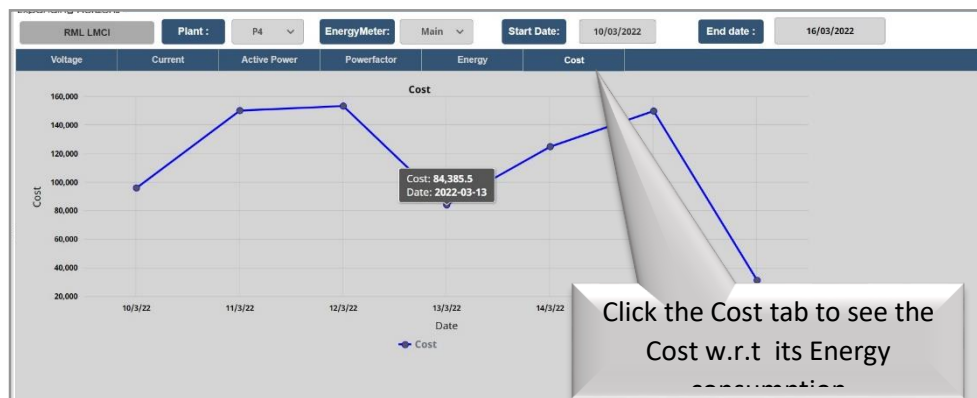 RML LMCI Plant : P4 EnergyMeter: Main Start Date: 10/03/2022 End date : 16/03/2022
Voltage Current Active Power Powerfactor Energy Cost
Cost
160,000
140,000
120,000
100,000
80,000
60,000
40,000
20,000
Cost
Cost: 84,385.5
Date: 2022-03-13
10/3/22 11/3/22 12/3/22 13/3/22 14/3/22
Date
Cost
Click the Cost tab to see the
Cost w.r.t its Energy
consumption